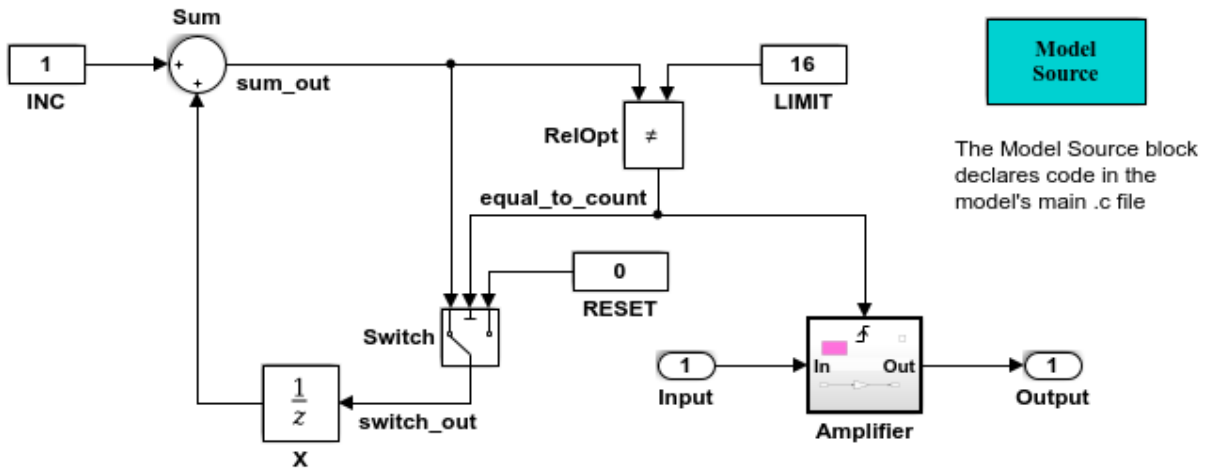 Sum
1
INC
+
+
sum_out
16
LIMIT
Model
Source
RelOpt
≠
The Model Source block
declares code in the
model's main .c file
equal_to_count
0
RESET
Switch
1
Input
In
Out
1
Output
Amplifier
1
z
switch_out
X